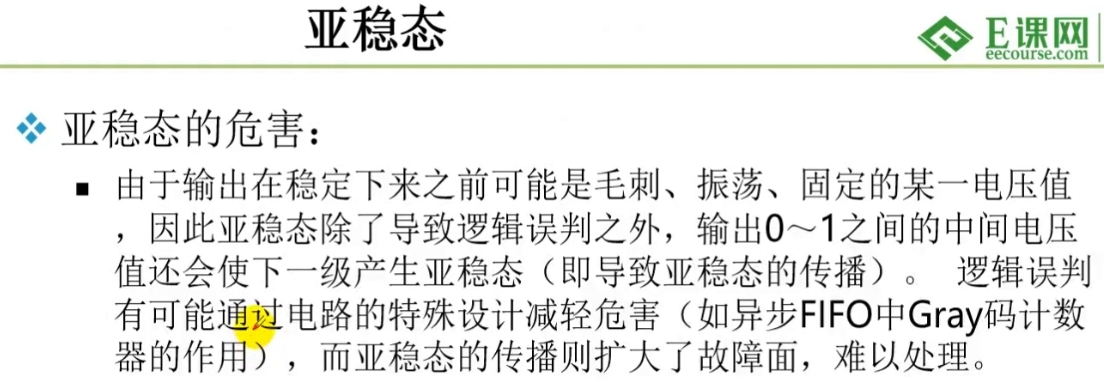 亚稳态
E课网
eecourse.com
亚稳态的危害：
由于输出在稳定下来之前可能是毛刺、振荡、固定的某一电压值
，因此亚稳态除了导致逻辑误判之外，输出0～1之间的中间电压
值还会使下一级产生亚稳态（即导致亚稳态的传播）。 逻辑误判
有可能通过电路的特殊设计减轻危害（如异步FIFO中Gray码计数
器的作用），而亚稳态的传播则扩大了故障面，难以处理。